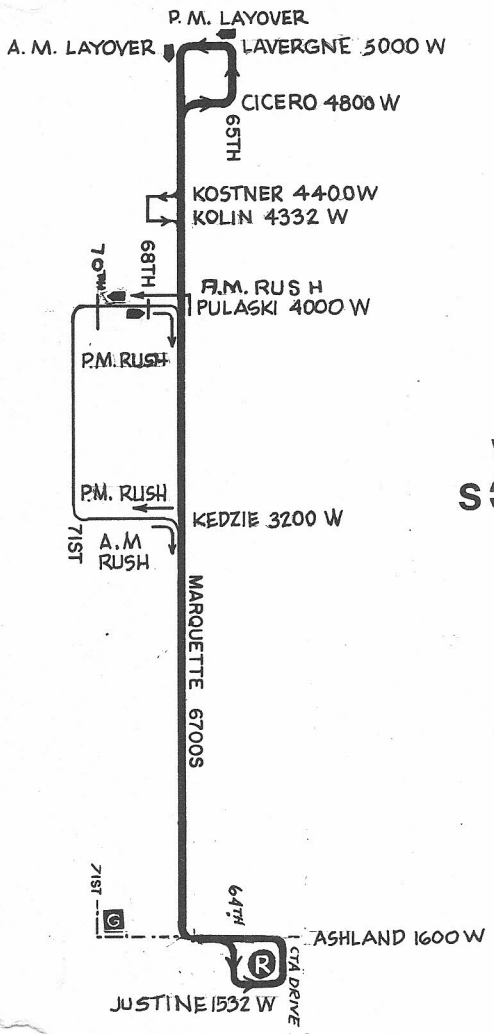 P.M. LAYOVER
A.M. LAYOVER
LAVERGNE 5000 W
CICERO 4800 W
65TH
KOSTNER 4400W
KOLIN 4332 W
68TH
70TH
A.M. RUSH
PULASKI 4000 W
P.M. RUSH
P.M. RUSH
KEDZIE 3200 W
71ST
A.M
RUSH
MARQUETTE 6700S
S
71ST
G
64TH
ASHLAND 1600 W
R
CTA DRIVE
JUSTINE 1532 W